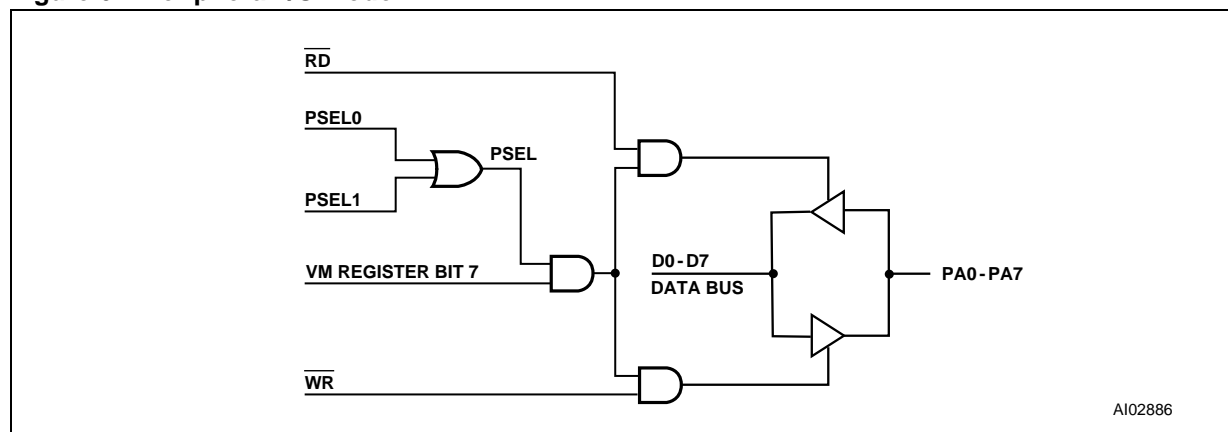 RD
PSEL0
PSEL
PSEL1
VM REGISTER BIT 7
D0-D7
DATA BUS
PA0-PA7
WR
AI02886